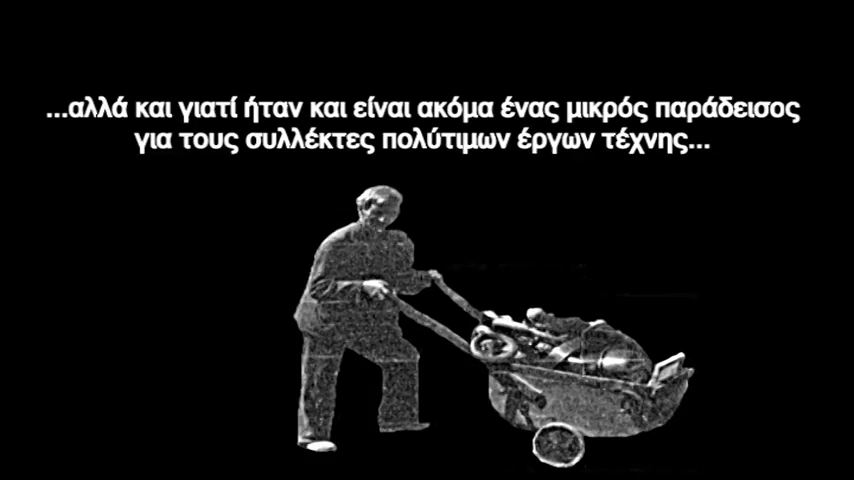 ...αλλά και γιατί ήταν και είναι ακόμα ένας μικρός παράδεισος
για τους συλλέκτες πολύτιμων έργων τέχνης...